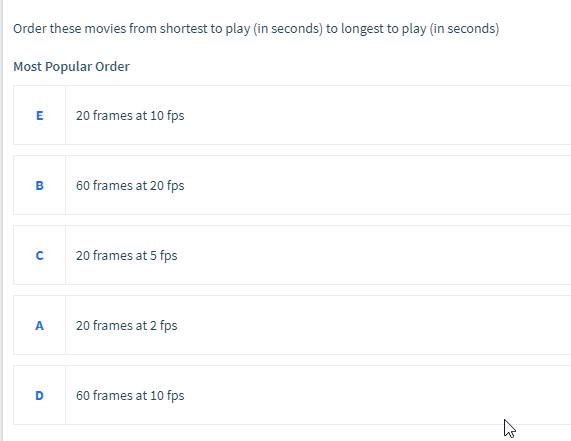 Order these movies from shortest to play (in seconds) to longest to play (in seconds)
Most Popular Order
E 20 frames at 10 fps
B 60 frames at 20 fps
C 20 frames at 5 fps
A 20 frames at 2 fps
D 60 frames at 10 fps